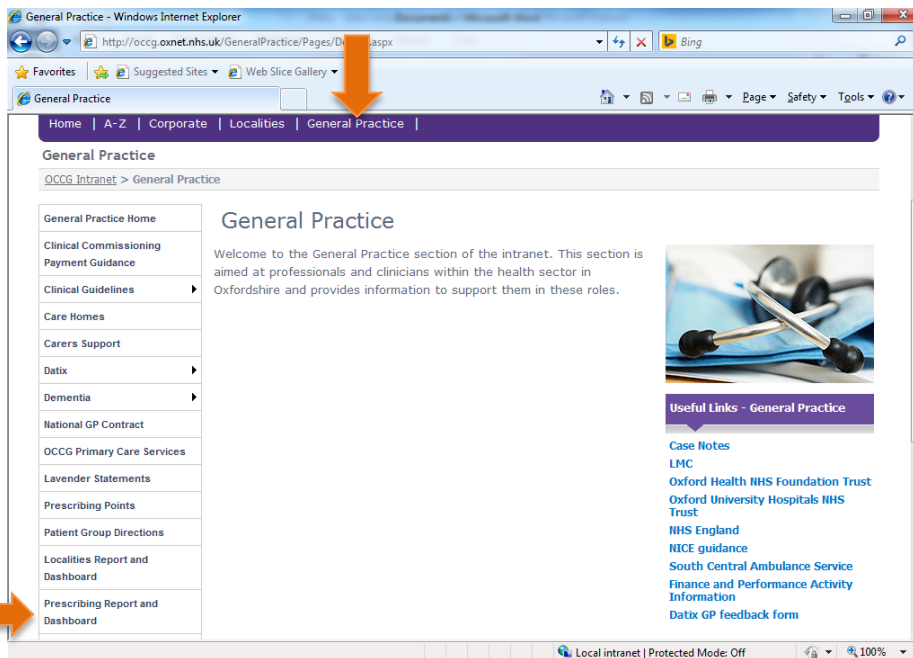 General Practice - Windows Internet Explorer
http://occg.oxnet.nhs.uk/GeneralPractice/Pages/ .aspx
Bing
Favorites Suggested Sites Web Slice Gallery
General Practice
Page Safety Tools
Home | A-Z | Corporate | Localities | General Practice |
General Practice
OCCG Intranet > General Practice
General Practice Home
Clinical Commissioning
Payment Guidance
Clinical Guidelines
Care Homes
Carers Support
Datix
Dementia
National GP Contract
OCCG Primary Care Services
Lavender Statements
Prescribing Points
Patient Group Directions
Localities Report and
Dashboard
Prescribing Report and
Dashboard
General Practice
Welcome to the General Practice section of the intranet. This section is
aimed at professionals and clinicians within the health sector in
Oxfordshire and provides information to support them in these roles.
Useful Links - General Practice
Case Notes
LMC
Oxford Health NHS Foundation Trust
Oxford University Hospitals NHS
Trust
NHS England
NICE guidance
South Central Ambulance Service
Finance and Performance Activity
Information
Datix GP feedback form
Local intranet | Protected Mode: Off
100%